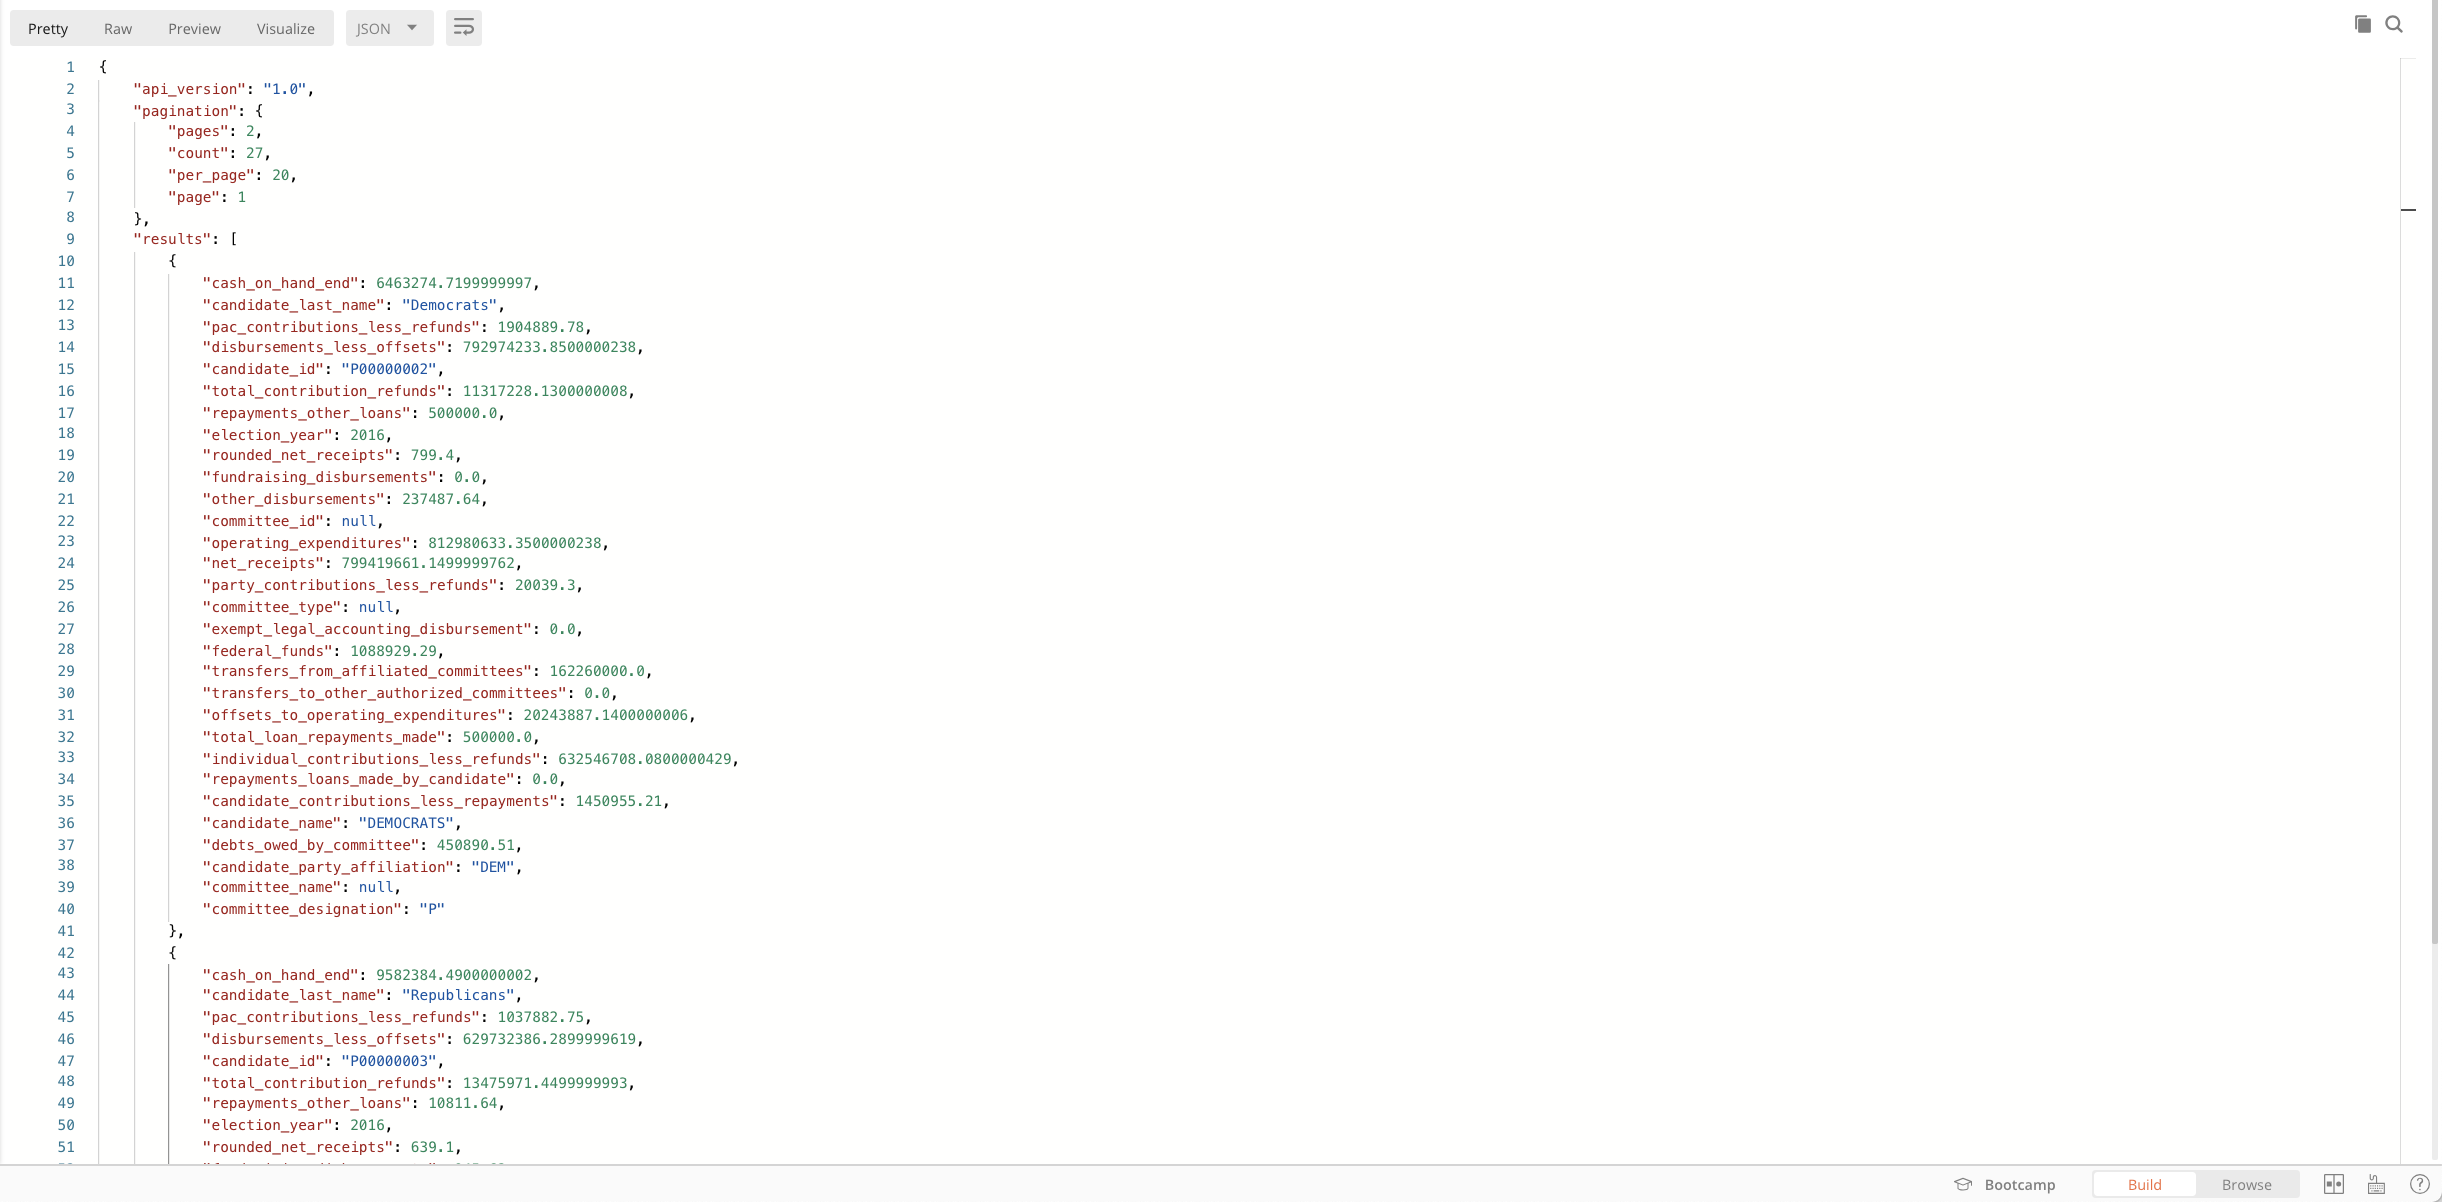 Pretty Raw Preview Visualize JSON
1 {
2 "api_version": "1.0",
3 "pagination": {
4 "pages": 2,
5 "count": 27,
6 "per_page": 20,
7 "page": 1
8 },
9 "results": [
10 {
11 "cash_on_hand_end": 6463274.7199999997,
12 "candidate_last_name": "Democrats",
13 "pac_contributions_less_refunds": 1904889.78,
14 "disbursements_less_offsets": 792974233.8500000238,
15 "candidate_id": "P00000002",
16 "total_contribution_refunds": 11317228.1300000008,
17 "repayments_other_loans": 500000.0,
18 "election_year": 2016,
19 "rounded_net_receipts": 799.4,
20 "fundraising_disbursements": 0.0,
21 "other_disbursements": 237487.64,
22 "committee_id": null,
23 "operating_expenditures": 812980633.3500000238,
24 "net_receipts": 799419661.1499999762,
25 "party_contributions_less_refunds": 20039.3,
26 "committee_type": null,
27 "exempt_legal_accounting_disbursement": 0.0,
28 "federal_funds": 1088929.29,
29 "transfers_from_affiliated_committees": 162260000.0,
30 "transfers_to_other_authorized_committees": 0.0,
31 "offsets_to_operating_expenditures": 20243887.1400000006,
32 "total_loan_repayments_made": 500000.0,
33 "individual_contributions_less_refunds": 632546708.0800000429,
34 "repayments_loans_made_by_candidate": 0.0,
35 "candidate_contributions_less_repayments": 1450955.21,
36 "candidate_name": "DEMOCRATS",
37 "debts_owed_by_committee": 450890.51,
38 "candidate_party_affiliation": "DEM",
39 "committee_name": null,
40 "committee_designation": "P"
41 },
42 {
43 "cash_on_hand_end": 9582384.4900000002,
44 "candidate_last_name": "Republicans",
45 "pac_contributions_less_refunds": 1037882.75,
46 "disbursements_less_offsets": 629732386.2899999619,
47 "candidate_id": "P00000003",
48 "total_contribution_refunds": 13475971.4499999993,
49 "repayments_other_loans": 10811.64,
50 "election_year": 2016,
51 "rounded_net_receipts": 639.1,
Bootcamp Build Browse